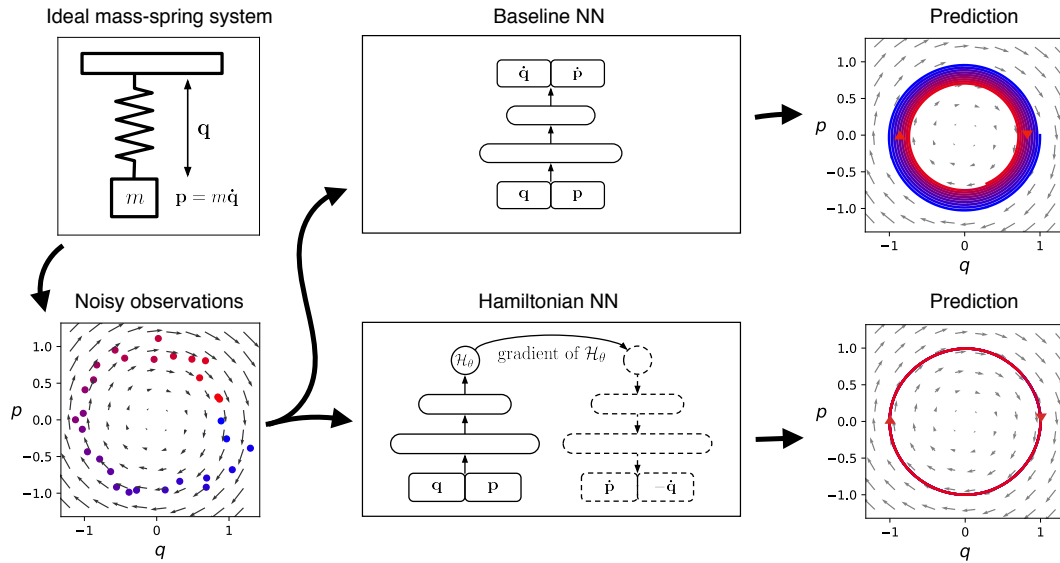 Ideal mass-spring system
q
m
p = mq̇
Baseline NN
q̇ ṗ
q p
Prediction
1.0
0.5
0.0
−0.5
−1.0
p
−1 0 1
q
Noisy observations
1.0
0.5
0.0
−0.5
−1.0
p
−1 0 1
q
Hamiltonian NN
ℋθ gradient of ℋθ
q p ṗ −q̇
Prediction
1.0
0.5
0.0
−0.5
−1.0
p
−1 0 1
q